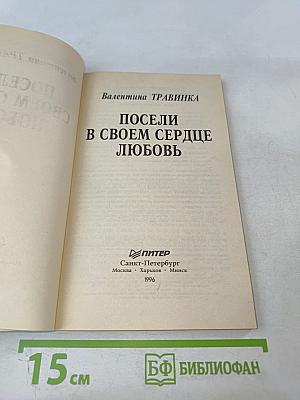 Валентина ТРАВИНКА
ПОСЕЛИ
В СВОЕМ СЕРДЦЕ
ЛЮБОВЬ
ПИТЕР
Санкт-Петербург
Москва · Харьков · Минск
1996
15 см
БФ БИБЛИОФАН